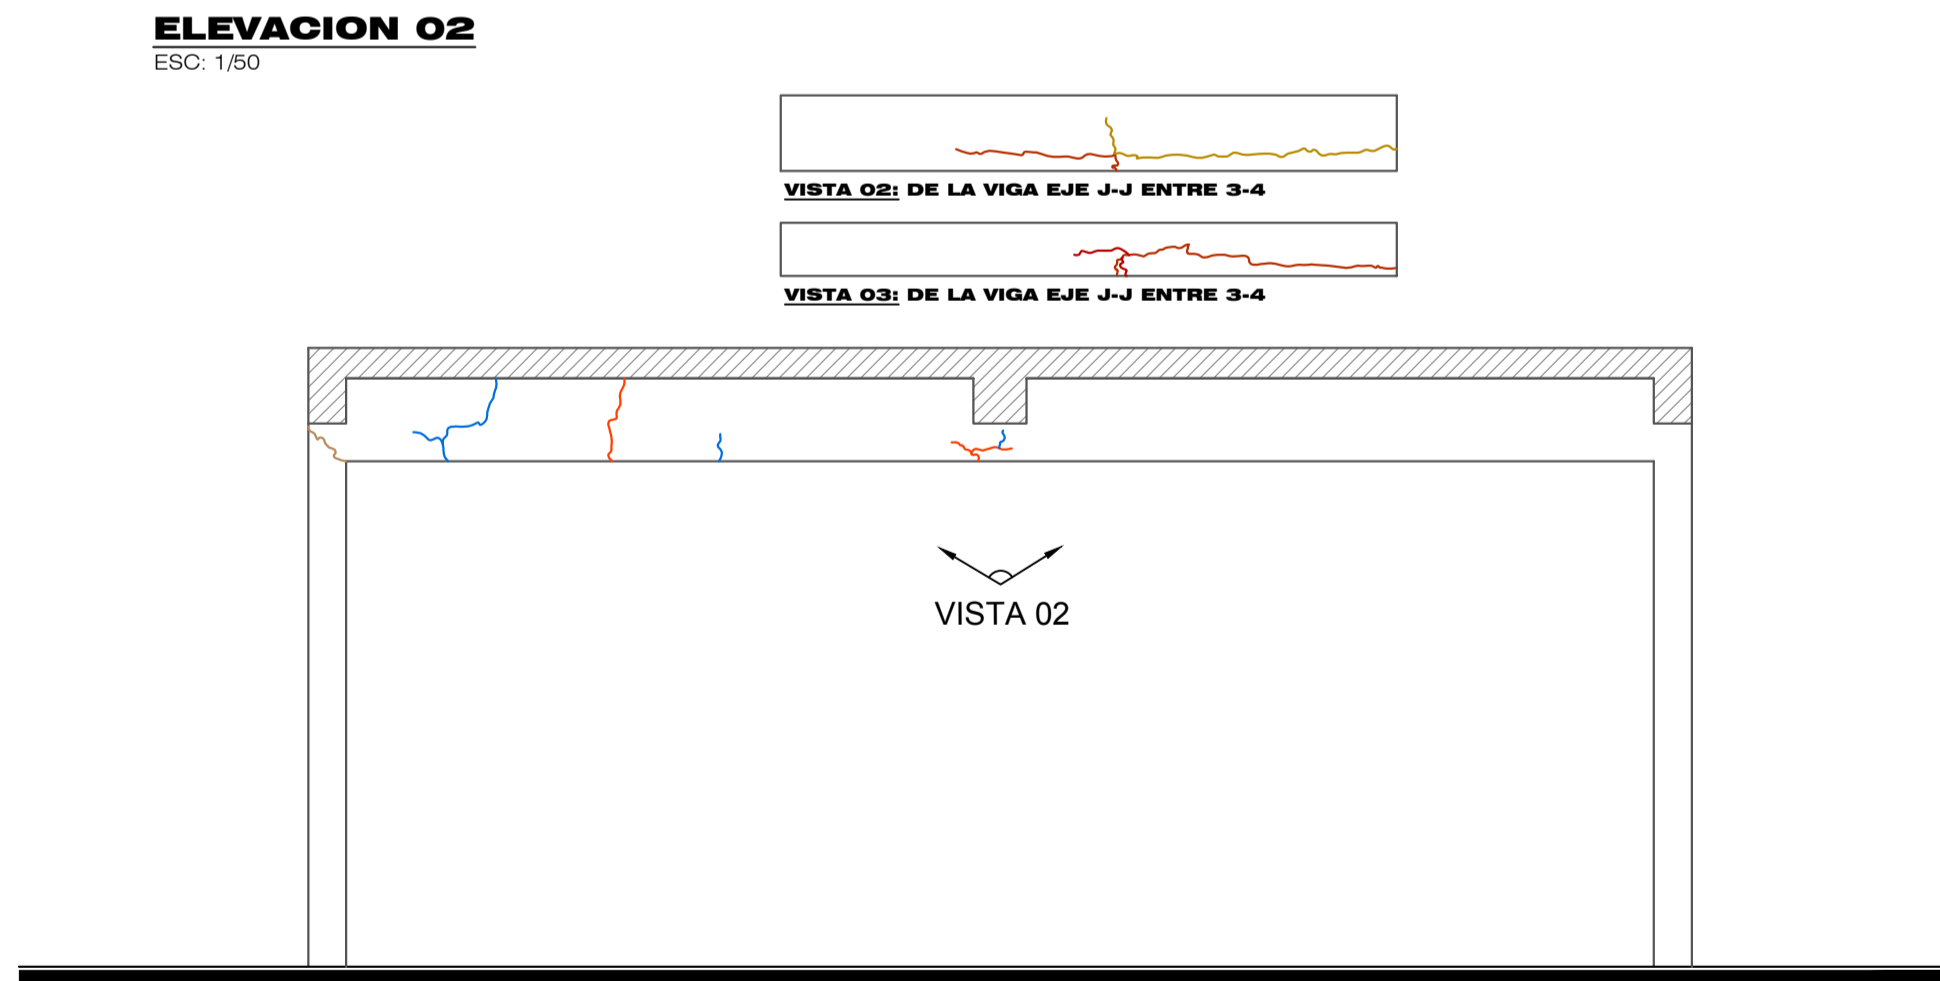 ELEVACION 02
ESC: 1/50
VISTA 02: DE LA VIGA EJE J-J ENTRE 3-4
VISTA 03: DE LA VIGA EJE J-J ENTRE 3-4
VISTA 02